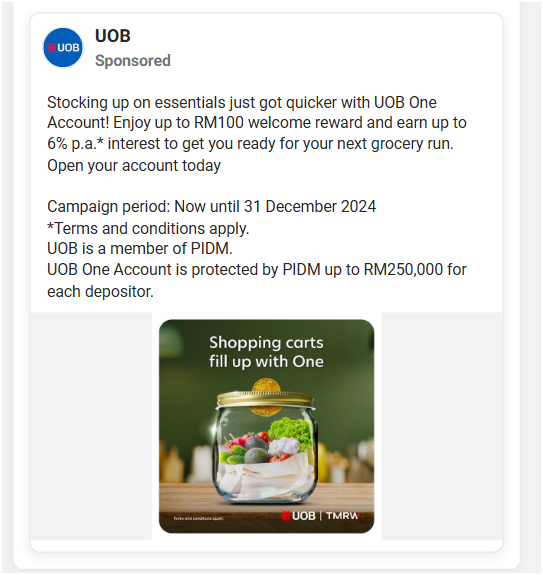 UOB
UOB
Sponsored
Stocking up on essentials just got quicker with UOB One
Account! Enjoy up to RM100 welcome reward and earn up to
6% p.a.* interest to get you ready for your next grocery run.
Open your account today
Campaign period: Now until 31 December 2024
*Terms and conditions apply.
UOB is a member of PIDM.
UOB One Account is protected by PIDM up to RM250,000 for
each depositor.
Shopping carts
fill up with One
Terms and conditions apply.
UOB | TMRW